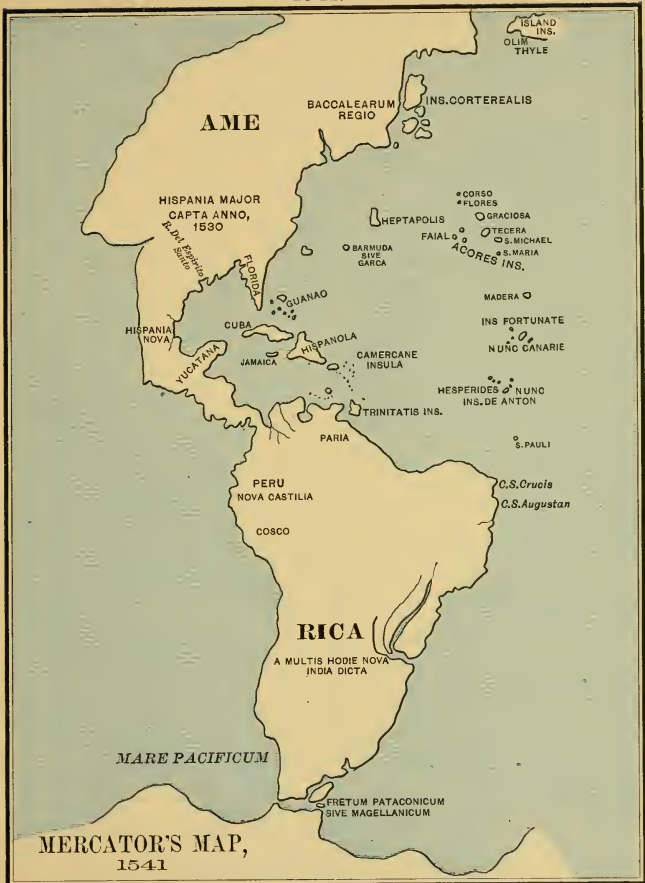 ISLAND
INS.
OLIM
THYLE
BACCALEARUM
REGIO
INS. CORTEREALIS
AME
HISPANIA MAJOR
CAPTA ANNO,
1530
R. Del Espiritu
Santo
FLORIDA
CORSO
FLORES
GRACIOSA
HEPTAPOLIS
TECERA
FAIAL
S. MICHAEL
S. MARIA
ACORES INS.
BARMUDA
SIVE
GARCA
GUANAO
MADERA
CUBA
HISPANIA
NOVA
HISPANOLA
INS FORTUNATE
NUNC CANARIE
YUCATANA
JAMAICA
CAMERCANE
INSULA
HESPERIDES NUNC
INS. DE ANTON
TRINITATIS INS.
PARIA
S. PAULI
PERU
NOVA CASTILIA
C.S. Crucis
C.S. Augustan
COSCO
RICA
A MULTIS HODIE NOVA
INDIA DICTA
MARE PACIFICUM
FRETUM PATACONICUM
SIVE MAGELLANICUM
MERCATOR'S MAP,
1541